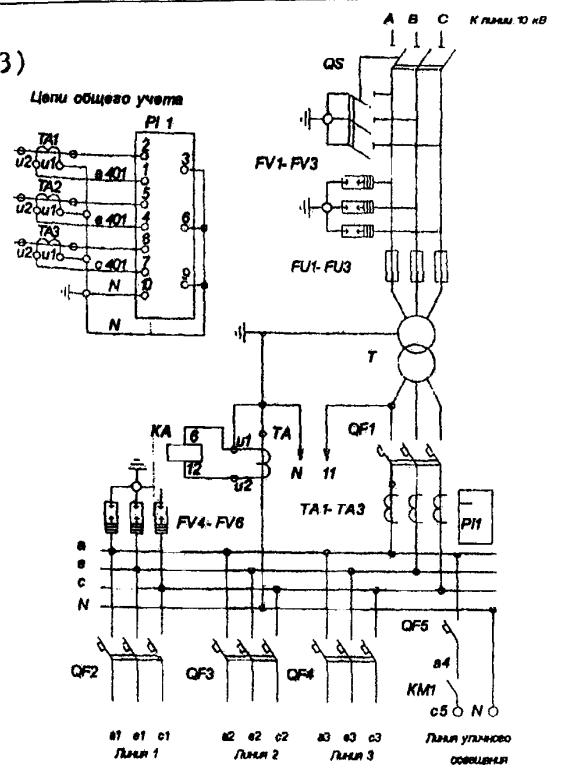 A B C К линии 10 кВ
3)
QS
Цепи общего учета
PI 1
TA1
2
3
u2 u1
1
a 401
FV1- FV3
5
TA2
u2 u1
в 401
4
6
TA3
8
u2 u1
7
c 401
9
N
10
FU1- FU3
N
T
KA
6
u1
TA
QF1
12
u2
N 11
TA1- TA3
PI1
FV4- FV6
a
в
c
N
QF5
QF2
QF3
QF4
a4
KM1
c5 N
a1 в1 c1
a2 в2 c2
a3 в3 c3
Линия 1
Линия 2
Линия 3
Линия уличного
освещения